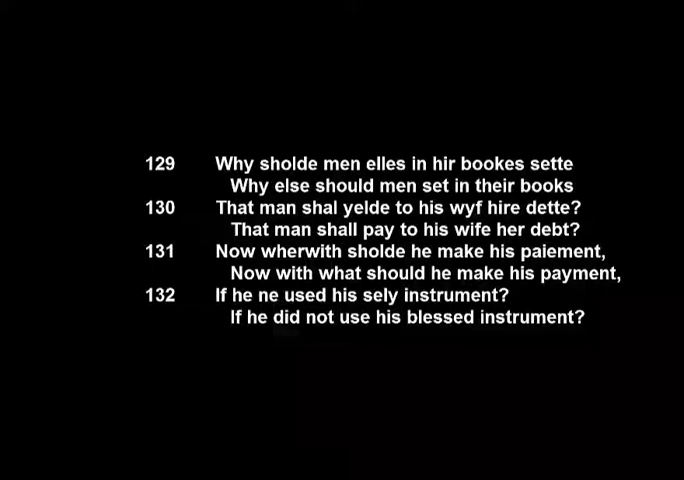 129 Why sholde men elles in hir bookes sette
Why else should men set in their books
130 That man shal yelde to his wyf hire dette?
That man shall pay to his wife her debt?
131 Now wherwith sholde he make his paiement,
Now with what should he make his payment,
132 If he ne used his sely instrument?
If he did not use his blessed instrument?